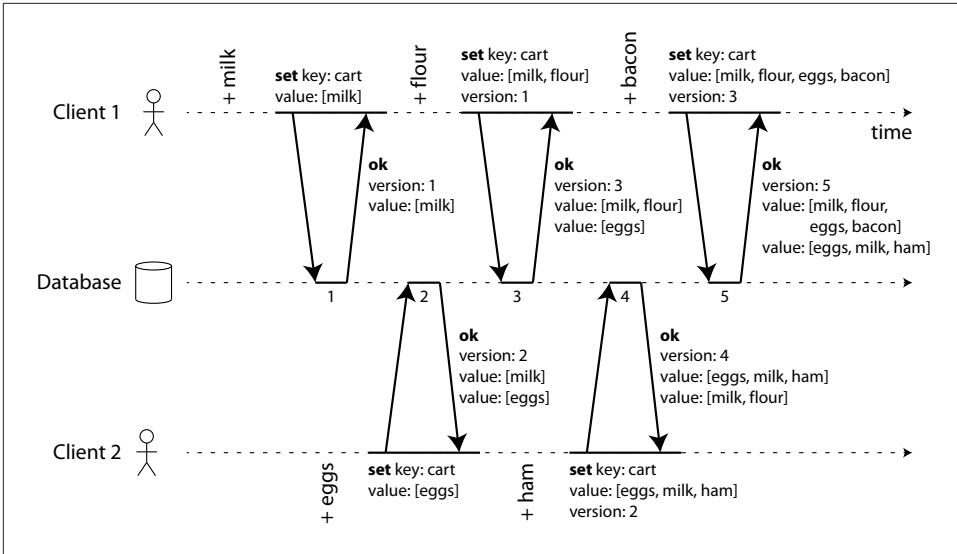 + milk
set key: cart
value: [milk]
+ flour
set key: cart
value: [milk, flour]
version: 1
+ bacon
set key: cart
value: [milk, flour, eggs, bacon]
version: 3
Client 1
time
ok
version: 1
value: [milk]
ok
version: 3
value: [milk, flour]
value: [eggs]
ok
version: 5
value: [milk, flour,
eggs, bacon]
value: [eggs, milk, ham]
Database
1
2
3
4
5
ok
version: 2
value: [milk]
value: [eggs]
ok
version: 4
value: [eggs, milk, ham]
value: [milk, flour]
Client 2
+ eggs
set key: cart
value: [eggs]
+ ham
set key: cart
value: [eggs, milk, ham]
version: 2